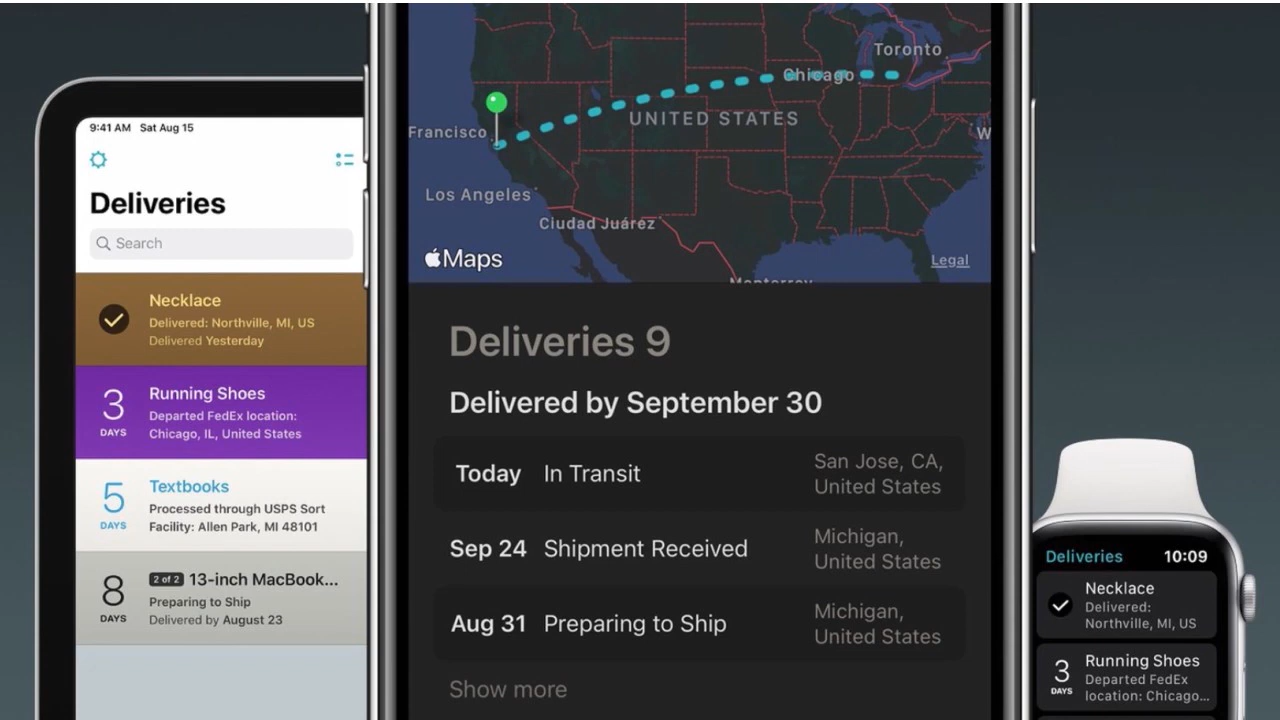 9:41 AM Sat Aug 15
Deliveries
Search
Necklace
Delivered: Northville, MI, US
Delivered Yesterday
3
DAYS
Running Shoes
Departed FedEx location:
Chicago, IL, United States
5
DAYS
Textbooks
Processed through USPS Sort
Facility: Allen Park, MI 48101
8
DAYS
2 of 2 13-inch MacBook...
Preparing to Ship
Delivered by August 23
Toronto
Chicago
UNITED STATES
Francisco
W
Los Angeles
Ciudad Juárez
Maps
Legal
Monterrey
Deliveries 9
Delivered by September 30
Today In Transit San Jose, CA,
United States
Sep 24 Shipment Received Michigan,
United States
Aug 31 Preparing to Ship Michigan,
United States
Show more
Deliveries 10:09
Necklace
Delivered:
Northville, MI, US
3
DAYS
Running Shoes
Departed FedEx
location: Chicago...